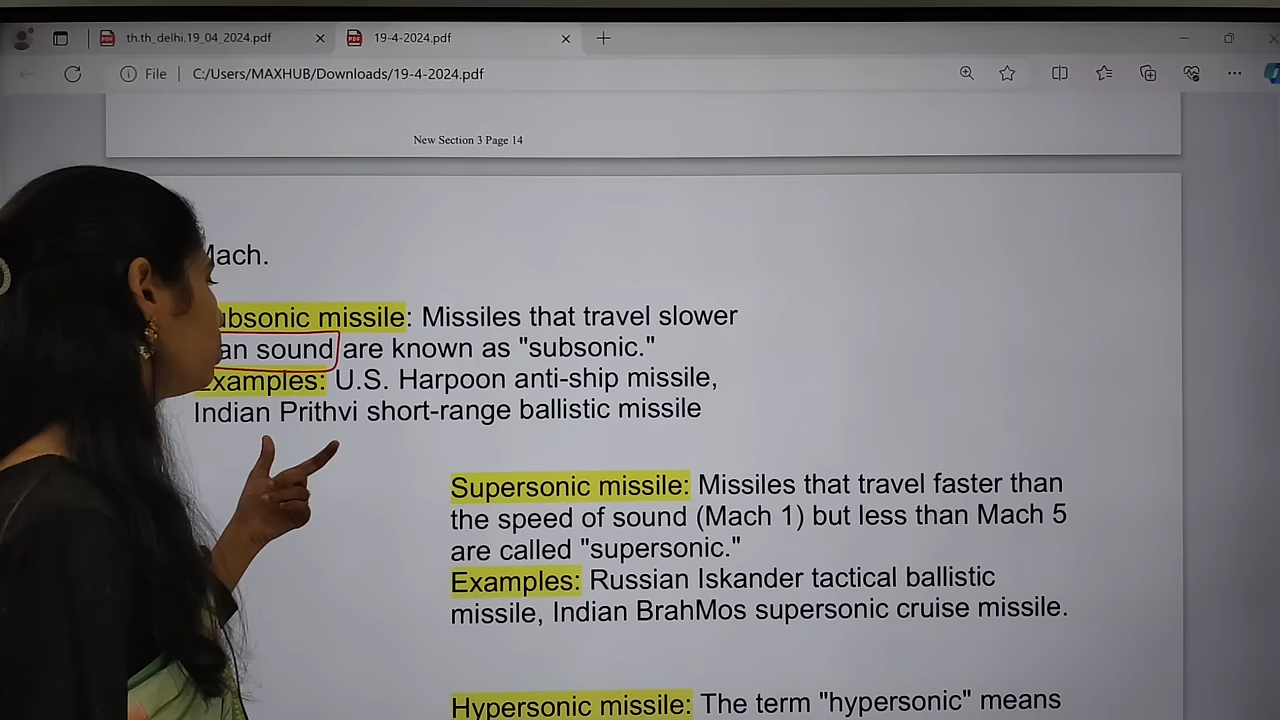 th.th_delhi.19_04_2024.pdf
19-4-2024.pdf
File
C:/Users/MAXHUB/Downloads/19-4-2024.pdf
New Section 3 Page 14
Mach.
ubsonic missile: Missiles that travel slower
an sound are known as "subsonic."
Examples: U.S. Harpoon anti-ship missile,
Indian Prithvi short-range ballistic missile
Supersonic missile: Missiles that travel faster than
the speed of sound (Mach 1) but less than Mach 5
are called "supersonic."
Examples: Russian Iskander tactical ballistic
missile, Indian BrahMos supersonic cruise missile.
Hypersonic missile: The term "hypersonic" means